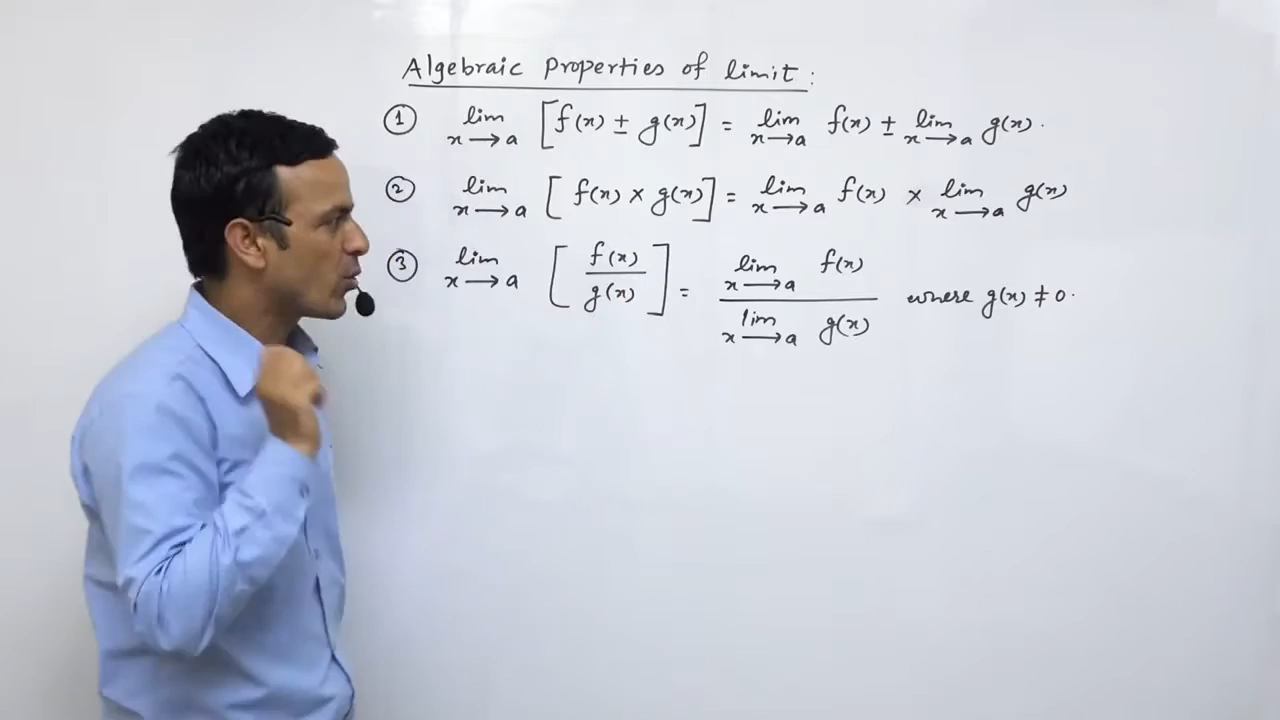 Algebraic Properties of limit:
① lim x→a [f(x) ± g(x)] = lim x→a f(x) ± lim x→a g(x).
② lim x→a [f(x) × g(x)] = lim x→a f(x) × lim x→a g(x)
③ lim x→a [f(x)/g(x)] = lim x→a f(x) / lim x→a g(x) where g(x) ≠ 0.